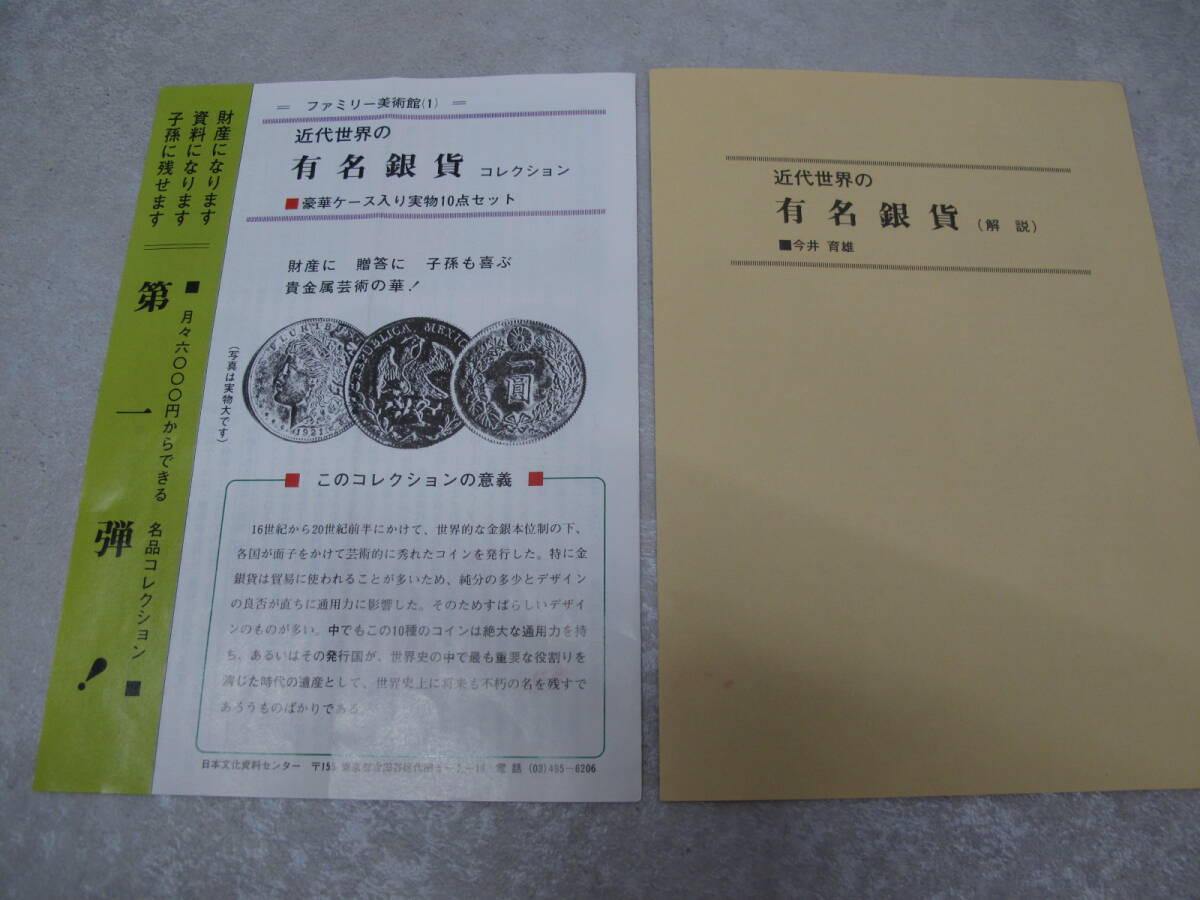 財産になります
資料になります
子孫に残せます
第一弾!
■月々六〇〇〇円からできる 名品コレクション■
= ファミリー美術館(1) =
近代世界の
有名銀貨 コレクション
■豪華ケース入り実物10点セット
財産に 贈答に 子孫も喜ぶ
貴金属芸術の華!
(写真は実物大です)
PLURIBUS
1921
REPUBLICA MEXIC
一圓
■ このコレクションの意義 ■
16世紀から20世紀前半にかけて、世界的な金銀本位制の下、
各国が面子をかけて芸術的に秀れたコインを発行した。特に金
銀貨は貿易に使われることが多いため、純分の多少とデザイン
の良否が直ちに通用力に影響した。そのためすばらしいデザイ
ンのものが多い。中でもこの10種のコインは絶大な通用力を持
ち、あるいはその発行国が、世界史の中で最も重要な役割りを
演じた時代の遺産として、世界史上に将来も不朽の名を残すで
あろうものばかりである。
日本文化資料センター 〒155 電話 (03)485-6206
近代世界の
有名銀貨 (解説)
■今井 育雄